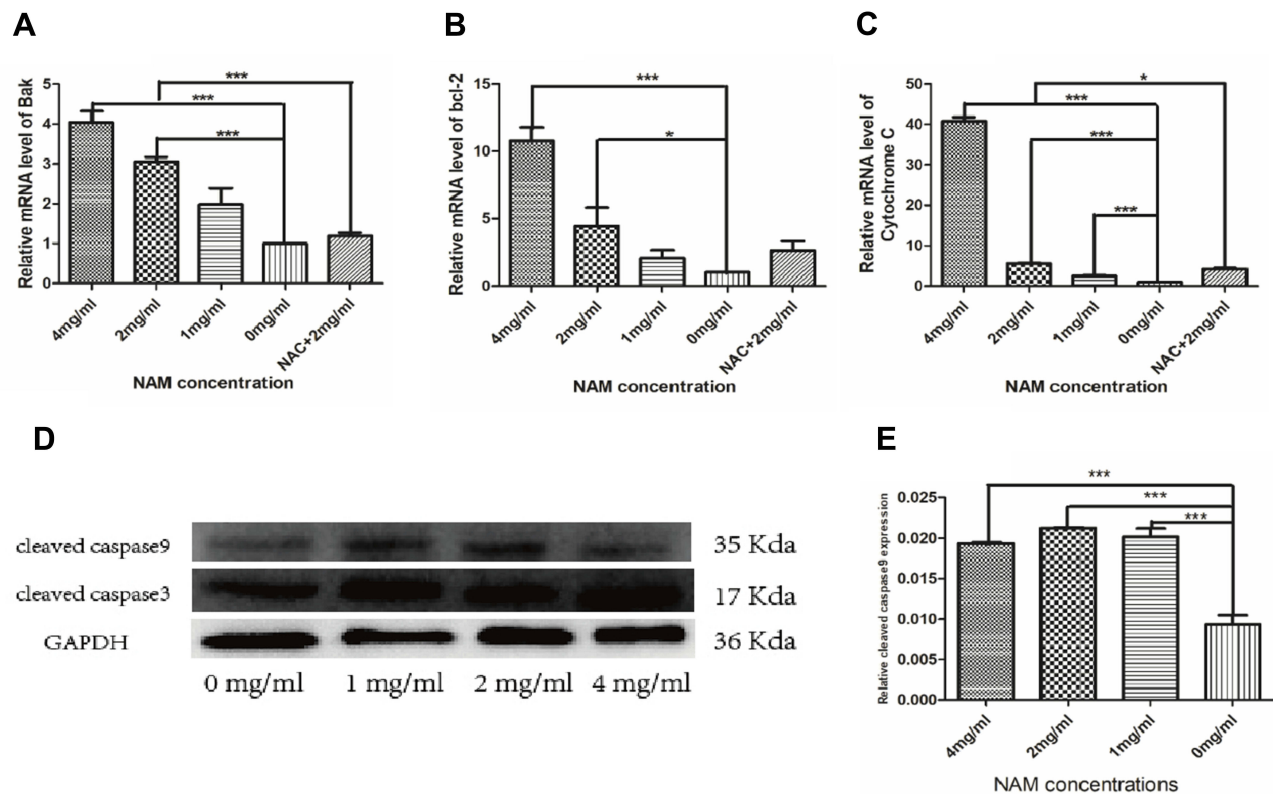 A
Relative mRNA level of Bak
5
4
3
2
1
0
***
***
***
4mg/ml
2mg/ml
1mg/ml
0mg/ml
NAC+2mg/ml
NAM concentration
B
Relative mRNA level of bcl-2
15
10
5
0
***
*
4mg/ml
2mg/ml
1mg/ml
0mg/ml
NAC+2mg/ml
NAM concentration
C
Relative mRNA level of
Cytochrome C
50
40
30
20
10
0
*
***
***
***
4mg/ml
2mg/ml
1mg/ml
0mg/ml
NAC+2mg/ml
NAM concentration
D
cleaved caspase9 35 Kda
cleaved caspase3 17 Kda
GAPDH 36 Kda
0 mg/ml 1 mg/ml 2 mg/ml 4 mg/ml
E
Relative cleaved caspase9 expression
0.025
0.020
0.015
0.010
0.005
0.000
***
***
***
4mg/ml
2mg/ml
1mg/ml
0mg/ml
NAM concentrations